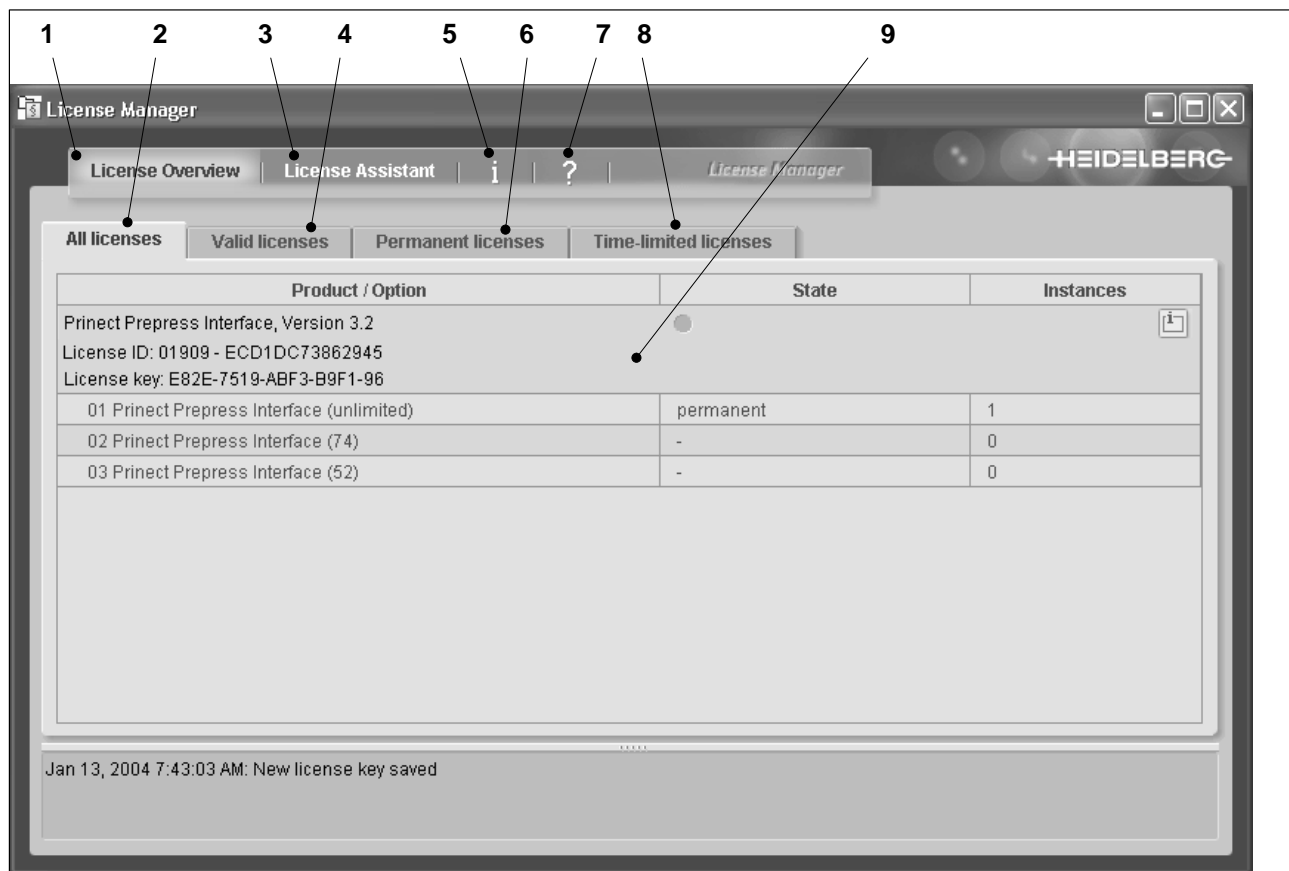 1 2 3 4 5 6 7 8 9
License Manager
License Overview | License Assistant | i | ? | License Manager
HEIDELBERG
All licenses Valid licenses Permanent licenses Time-limited licenses
Product / Option State Instances
Prinect Prepress Interface, Version 3.2
License ID: 01909 - ECD1DC73862945
License key: E82E-7519-ABF3-B9F1-96
01 Prinect Prepress Interface (unlimited) permanent 1
02 Prinect Prepress Interface (74) - 0
03 Prinect Prepress Interface (52) - 0
Jan 13, 2004 7:43:03 AM: New license key saved